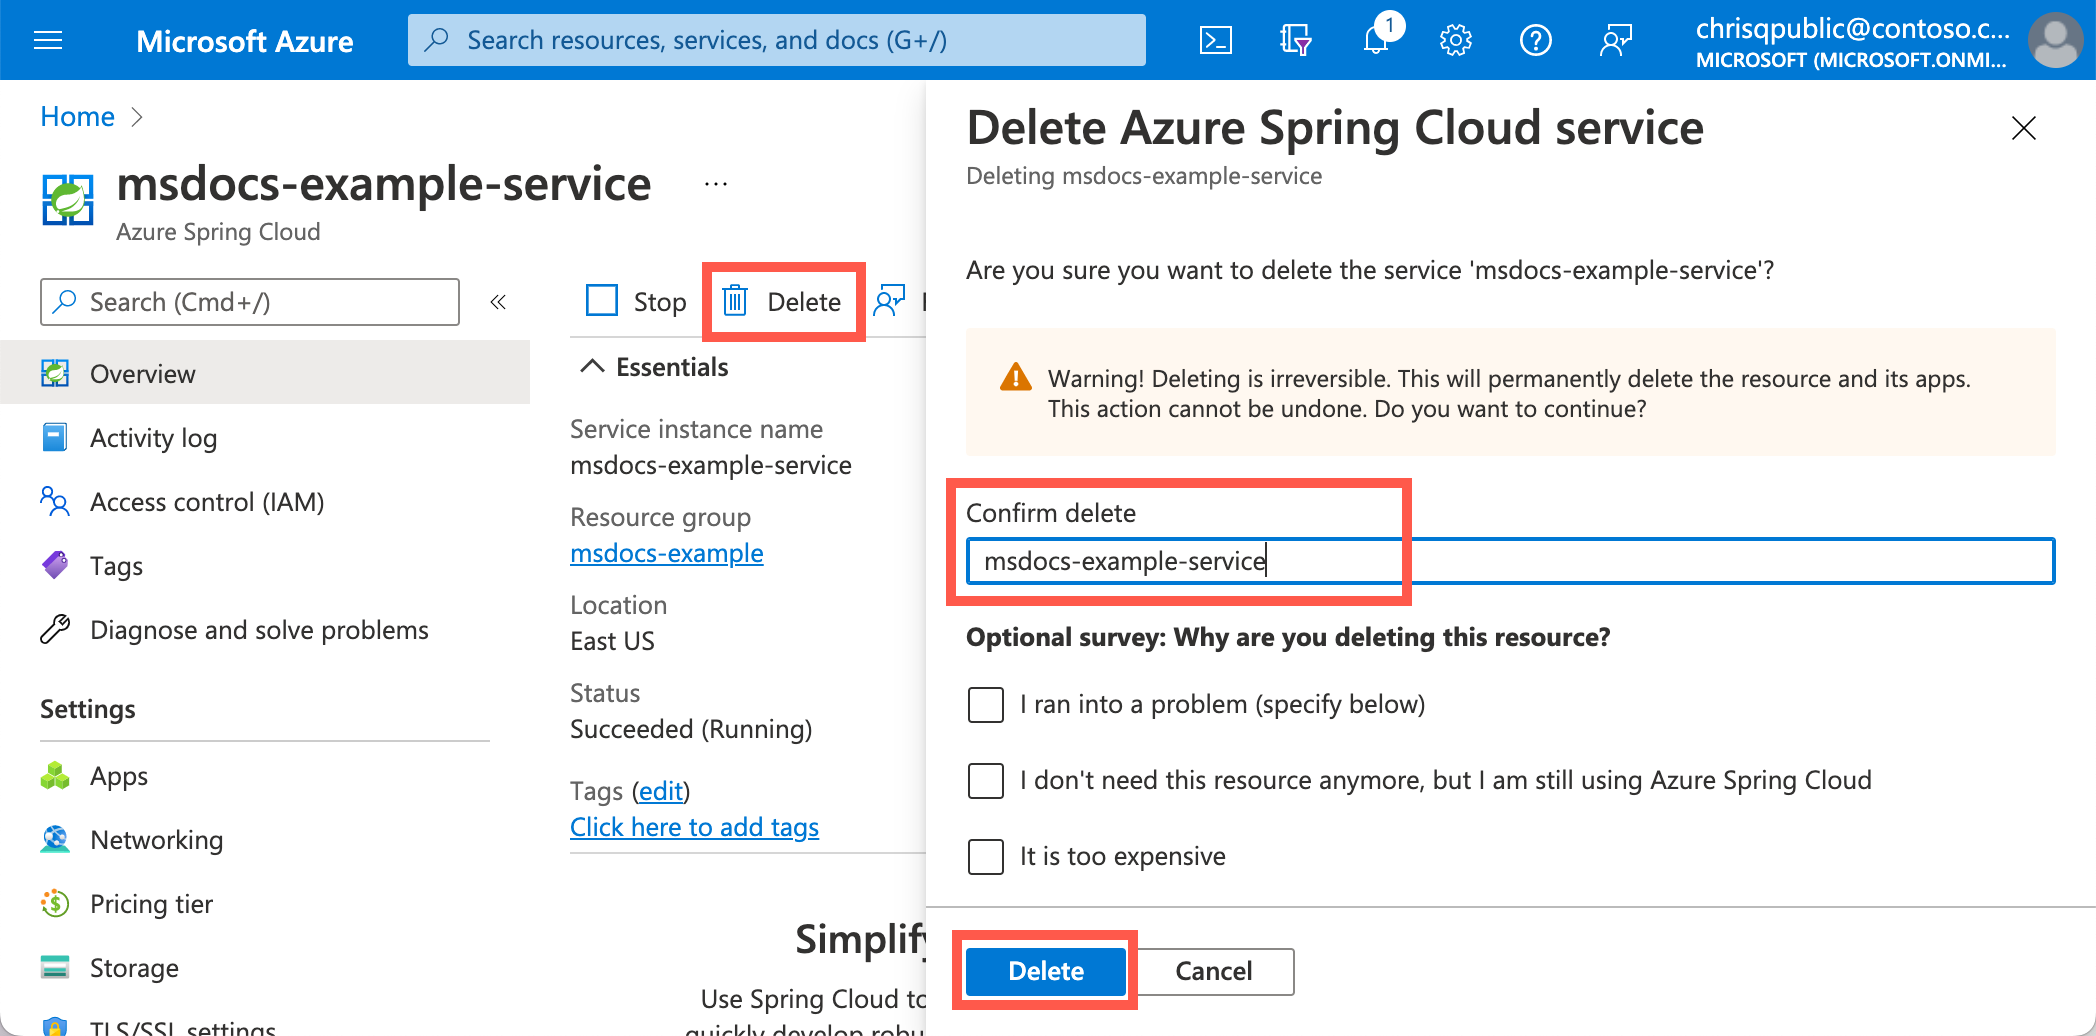 Microsoft Azure
Search resources, services, and docs (G+/)
1
chrisqpublic@contoso.c...
MICROSOFT (MICROSOFT.ONMI...
Home
msdocs-example-service
...
Azure Spring Cloud
Search (Cmd+/)
«
Overview
Activity log
Access control (IAM)
Tags
Diagnose and solve problems
Settings
Apps
Networking
Pricing tier
Storage
TLS/SSL settings
Stop
Delete
Essentials
Service instance name
msdocs-example-service
Resource group
msdocs-example
Location
East US
Status
Succeeded (Running)
Tags (edit)
Click here to add tags
Simplify
Use Spring Cloud to
quickly develop
Delete Azure Spring Cloud service
Deleting msdocs-example-service
Are you sure you want to delete the service 'msdocs-example-service'?
Warning! Deleting is irreversible. This will permanently delete the resource and its apps.
This action cannot be undone. Do you want to continue?
Confirm delete
msdocs-example-service
Optional survey: Why are you deleting this resource?
I ran into a problem (specify below)
I don't need this resource anymore, but I am still using Azure Spring Cloud
It is too expensive
Delete
Cancel